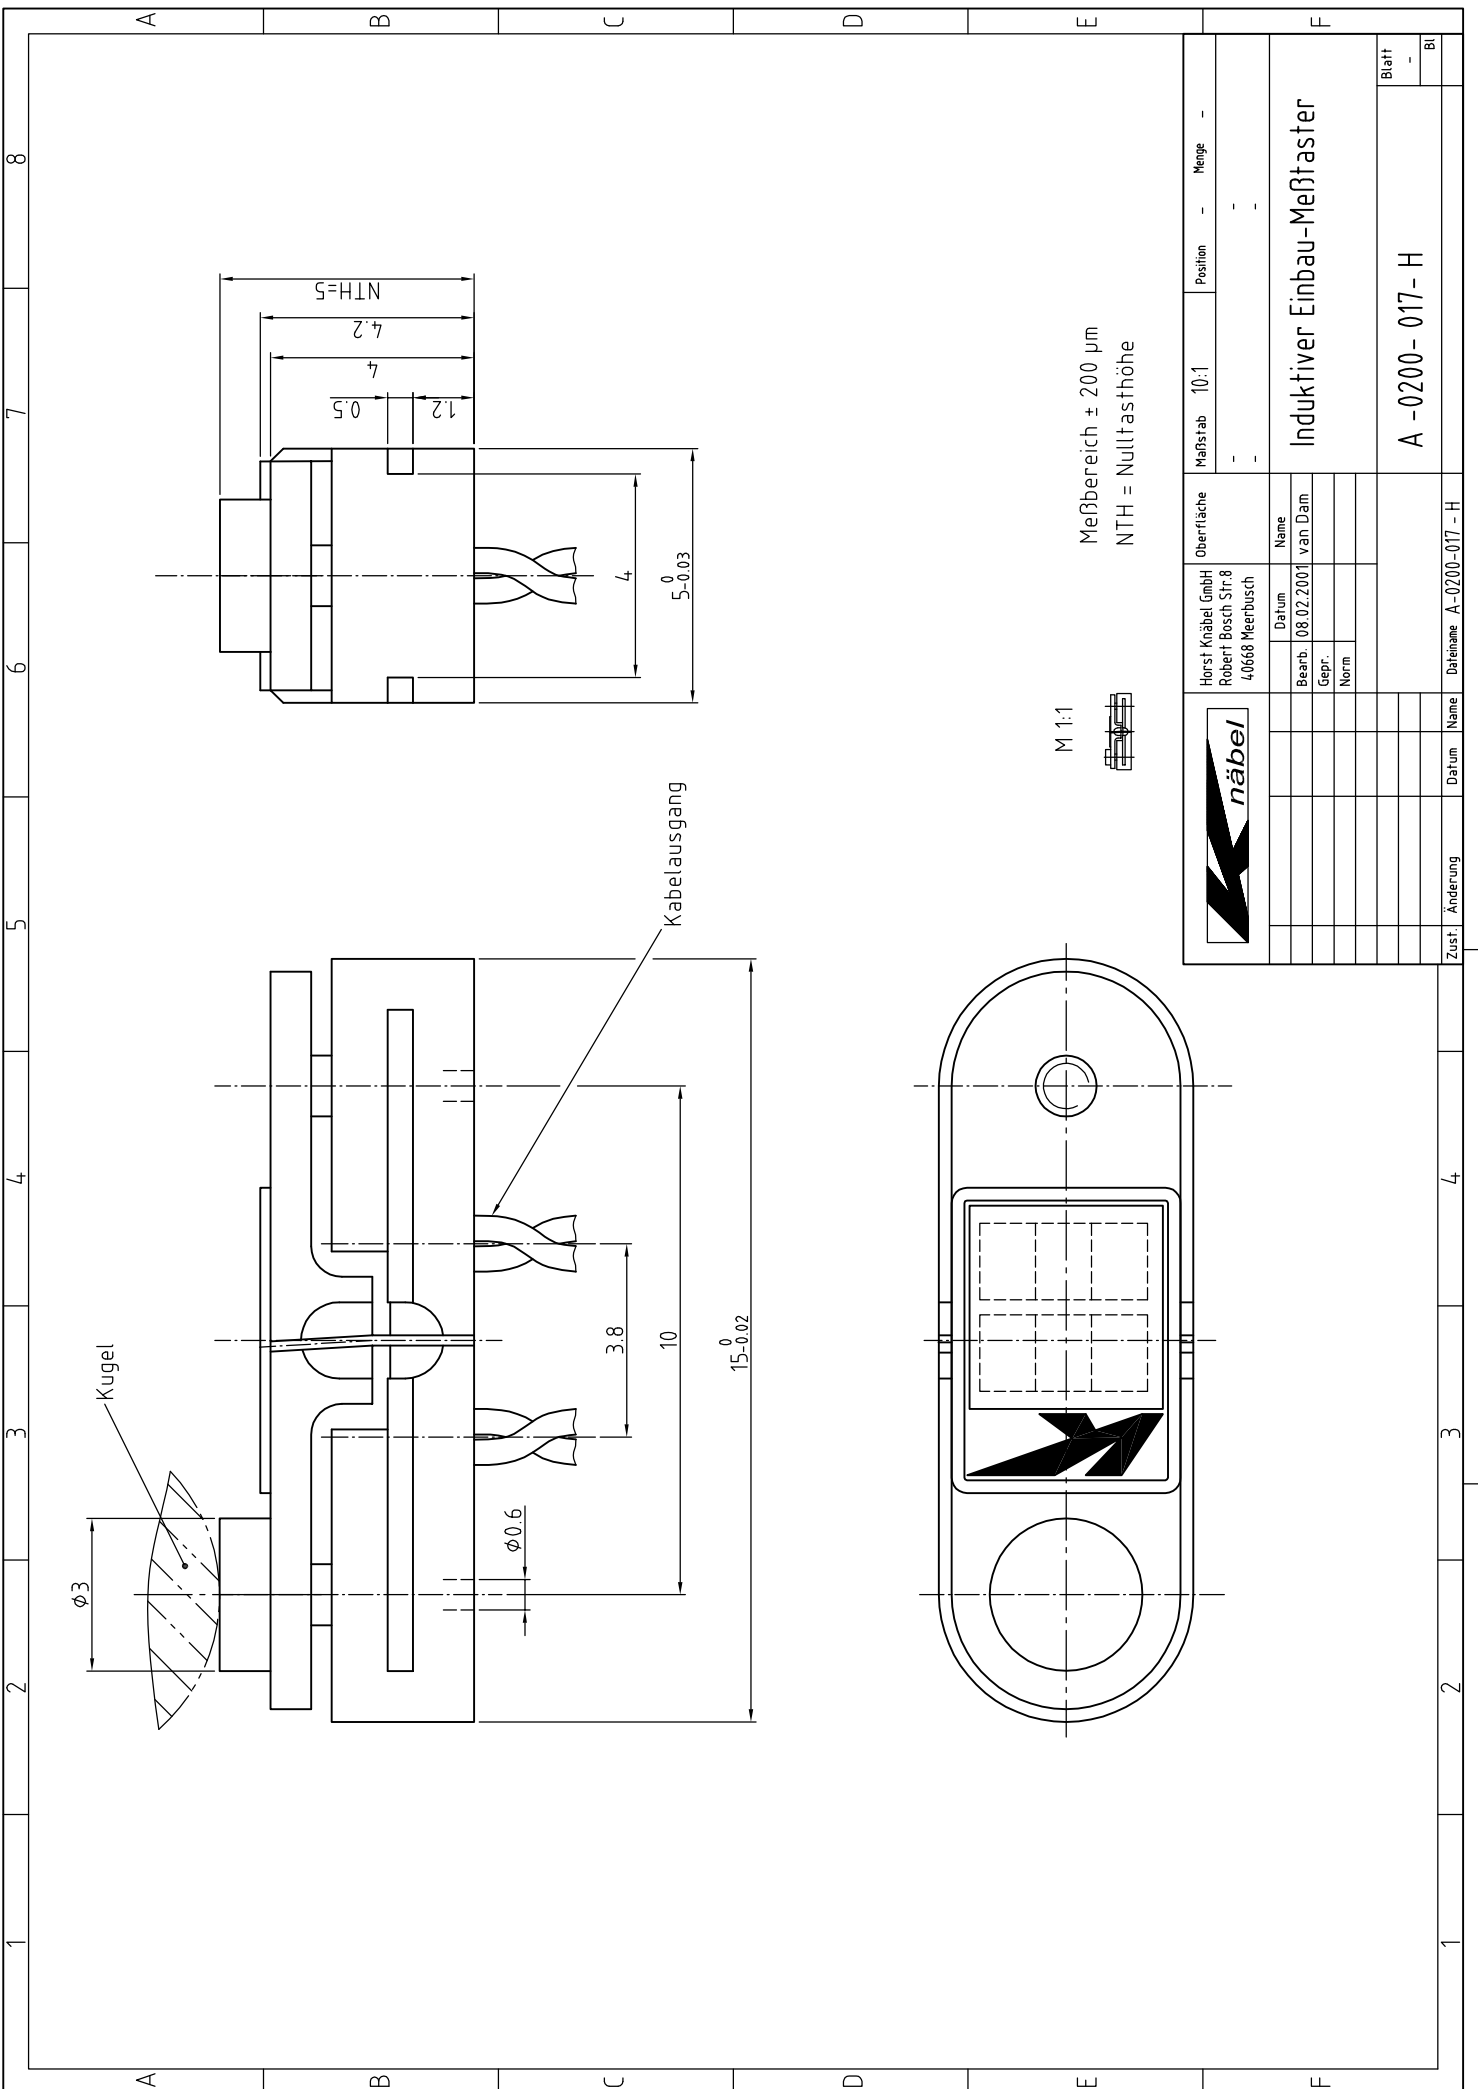 1
2
3
4
5
6
7
8
A
B
C
D
E
F
A
B
C
D
E
F
1
2
3
4
Kugel
ϕ3
ϕ0.6
3.8
10
15 0 -0.02
Kabelausgang
NTH=5
4.2
4
0.5
1.2
4
5 0 -0.03
M 1:1
Meßbereich ± 200 µm
NTH = Nulltasthöhe
näbel
Horst Knäbel GmbH
Robert Bosch Str.8
40668 Meerbusch
Oberfläche
Maßstab 10:1
Position -
Menge -
- -
- -
Datum Name
Bearb. 08.02.2001 van Dam
Gepr.
Norm
Induktiver Einbau-Meßtaster
A -0200- 017- H
Blatt
-
Bl
Zust. Änderung Datum Name Dateiname A-0200-017 - H